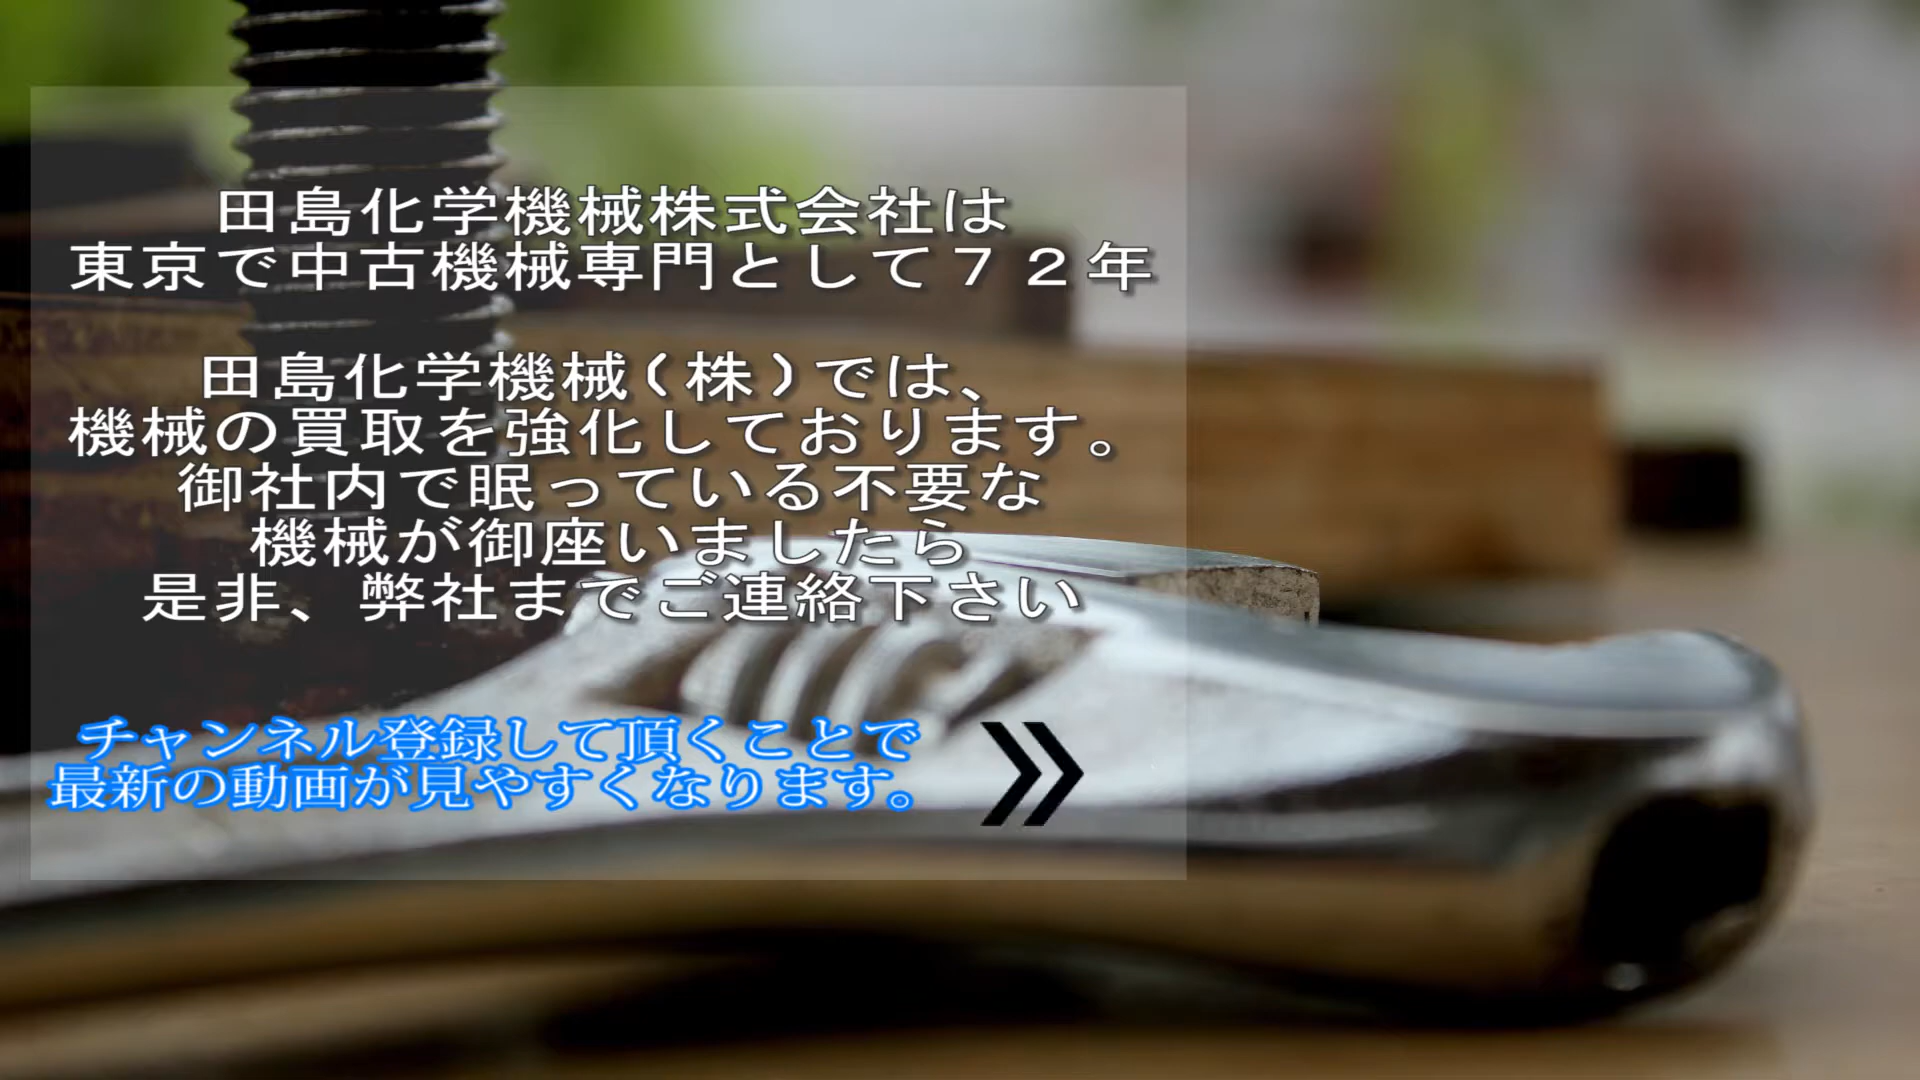 田島化学機械株式会社は
東京で中古機械専門として７２年
田島化学機械(株)では、
機械の買取を強化しております。
御社内で眠っている不要な
機械が御座いましたら
是非、弊社までご連絡下さい
チャンネル登録して頂くことで
最新の動画が見やすくなります。